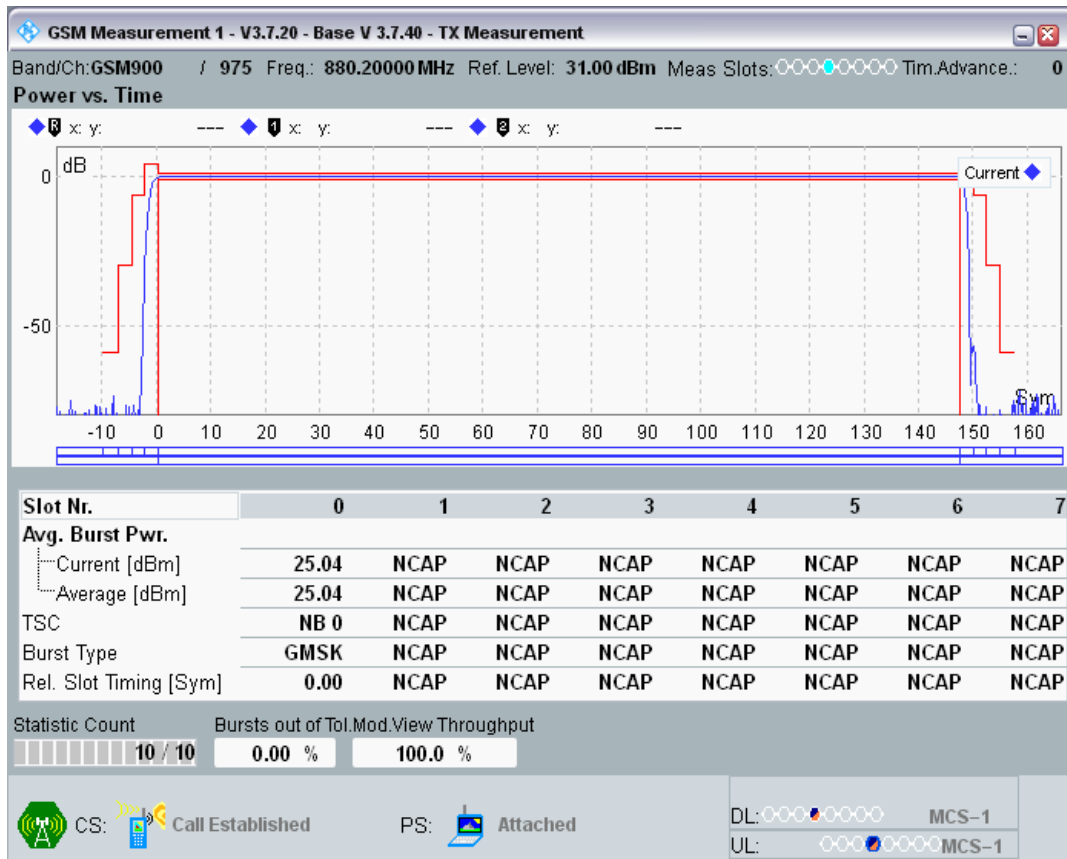 GSM Measurement 1 - V3.7.20 - Base V 3.7.40 - TX Measurement
Band/Ch:GSM900 / 975 Freq.: 880.20000 MHz Ref. Level: 31.00 dBm Meas Slots: Tim.Advance.: 0
Power vs. Time
R x: y: --- 1 x: y: --- 2 x: y: ---
dB
Current
0
-50
Sym
-10 0 10 20 30 40 50 60 70 80 90 100 110 120 130 140 150 160
Slot Nr. 0 1 2 3 4 5 6 7
Avg. Burst Pwr.
Current [dBm] 25.04 NCAP NCAP NCAP NCAP NCAP NCAP NCAP
Average [dBm] 25.04 NCAP NCAP NCAP NCAP NCAP NCAP NCAP
TSC NB 0 NCAP NCAP NCAP NCAP NCAP NCAP NCAP
Burst Type GMSK NCAP NCAP NCAP NCAP NCAP NCAP NCAP
Rel. Slot Timing [Sym] 0.00 NCAP NCAP NCAP NCAP NCAP NCAP NCAP
Statistic Count Bursts out of Tol.Mod.View Throughput
10 / 10 0.00 % 100.0 %
CS: Call Established PS: Attached DL: MCS-1
UL: MCS-1